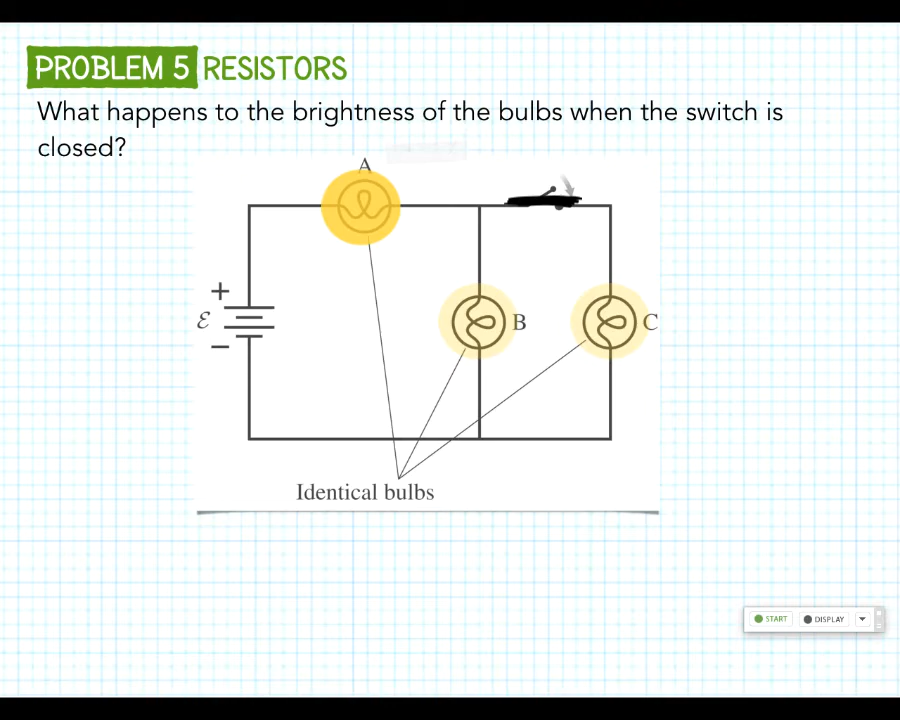 PROBLEM 5 RESISTORS
What happens to the brightness of the bulbs when the switch is
closed?
A
+
ℰ
−
B
C
Identical bulbs
START DISPLAY